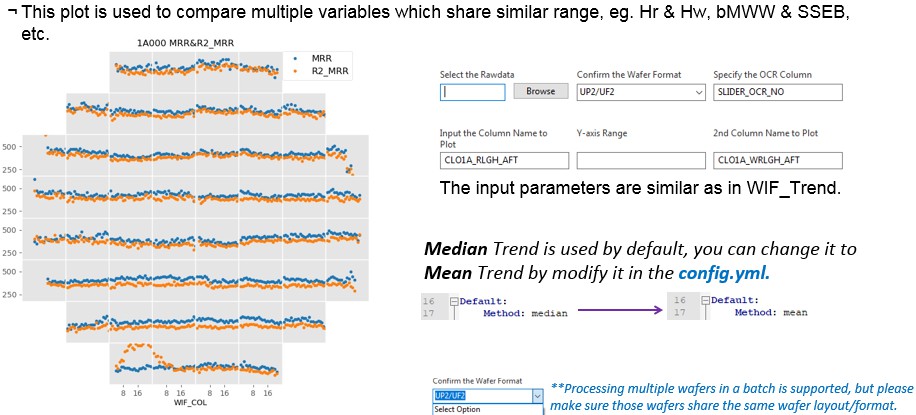 ¬ This plot is used to compare multiple variables which share similar range, eg. Hr & Hw, bMWW & SSEB,
etc.
1A000 MRR&R2_MRR
MRR
R2_MRR
500
250
500
250
500
250
500
250
8 16 8 16 8 16 8 16
WIF_COL
Select the Rawdata
Browse
Confirm the Wafer Format
UP2/UF2
Specify the OCR Column
SLIDER_OCR_NO
Input the Column Name to
Plot
CLO1A_RLGH_AFT
Y-axis Range
2nd Column Name to Plot
CLO1A_WRLGH_AFT
The input parameters are similar as in WIF_Trend.
Median Trend is used by default, you can change it to
Mean Trend by modify it in the config.yml.
16 Default:
17 Method: median
16 Default:
17 Method: mean
Confirm the Wafer Format
UP2/UF2
Select Option
**Processing multiple wafers in a batch is supported, but please
make sure those wafers share the same wafer layout/format.